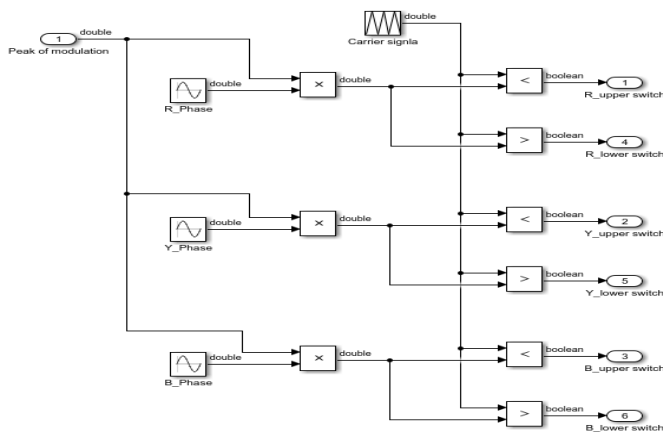 double
1
Peak of modulation
double
Carrier signla
double
R_Phase
×
double
<
boolean
1
R_upper switch
>
boolean
4
R_lower switch
double
Y_Phase
×
double
<
boolean
2
Y_upper switch
>
boolean
5
Y_lower switch
double
B_Phase
×
double
<
boolean
3
B_upper switch
>
boolean
6
B_lower switch